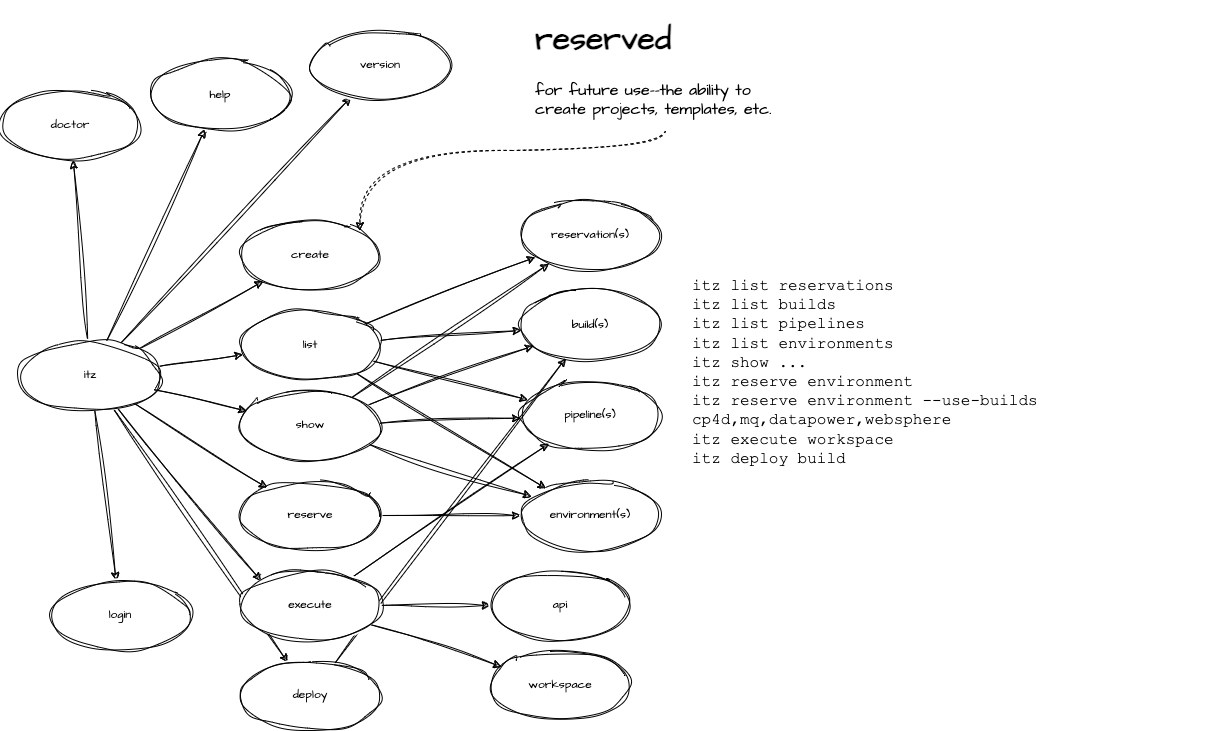 reserved
for future use--the ability to
create projects, templates, etc.
version
help
doctor
create
reservation(s)
list
build(s)
itz
show
pipeline(s)
reserve
environment(s)
execute
api
login
deploy
workspace
itz list reservations
itz list builds
itz list pipelines
itz list environments
itz show ...
itz reserve environment
itz reserve environment --use-builds
cp4d,mq,datapower,websphere
itz execute workspace
itz deploy build